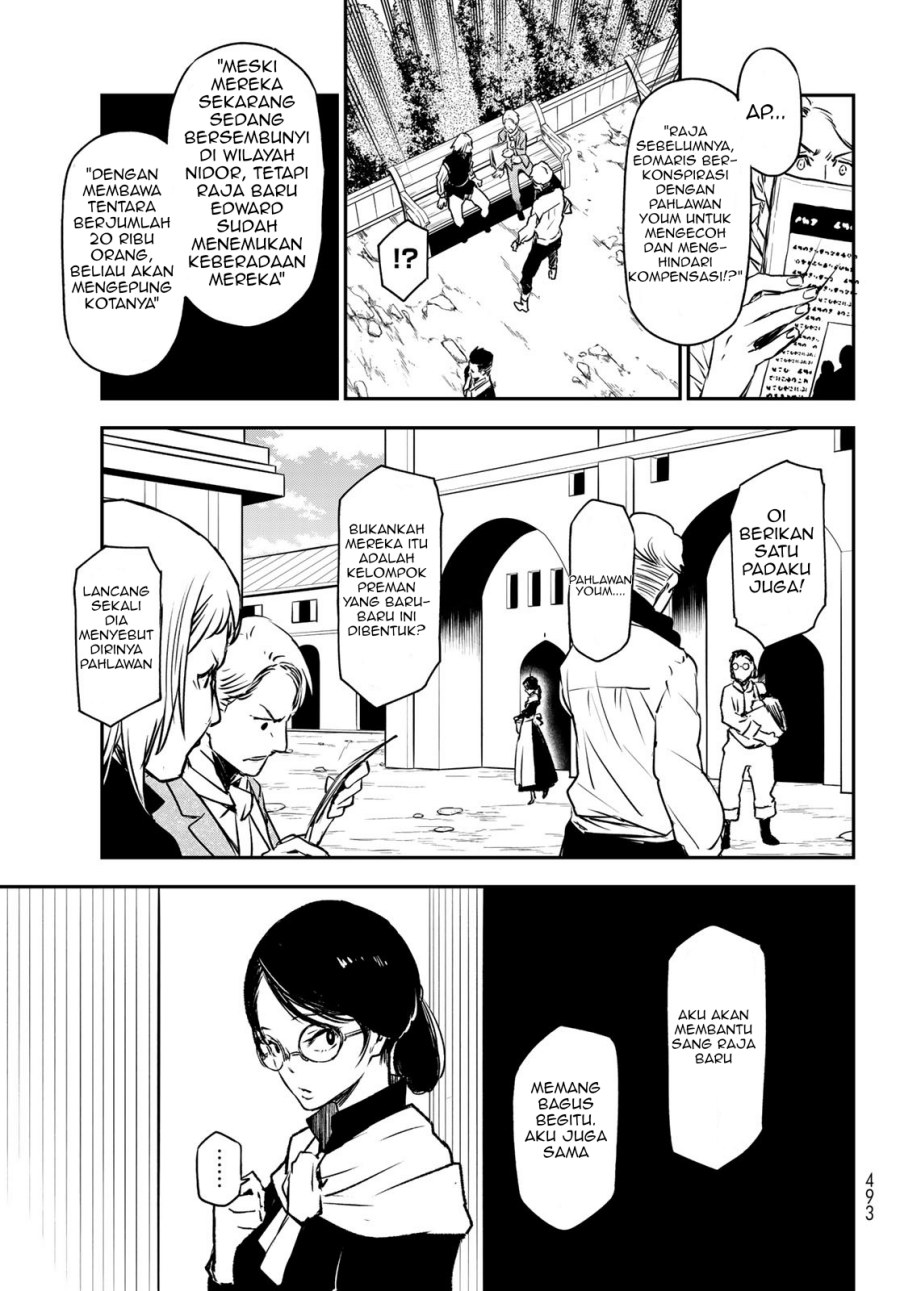 AP...
"RAJA
SEBELUMNYA,
EDMARIS BER-
KONSPIRASI
DENGAN
PAHLAWAN
YOUM UNTUK
MENGECOH
DAN MENG-
HINDARI
KOMPENSASI!?"
!?
"MESKI
MEREKA
SEKARANG
SEDANG
BERSEMBUNYI
DI WILAYAH
NIDOR, TETAPI
RAJA BARU
EDWARD
SUDAH
MENEMUKAN
KEBERADAAN
MEREKA"
"DENGAN
MEMBAWA
TENTARA
BERJUMLAH
20 RIBU
ORANG,
BELIAU AKAN
MENGEPUNG
KOTANYA"
OI
BERIKAN
SATU
PADAKU
JUGA!
PAHLAWAN
YOUM....
BUKANKAH
MEREKA ITU
ADALAH
KELOMPOK
PREMAN
YANG BARU-
BARU INI
DIBENTUK?
LANCANG
SEKALI
DIA
MENYEBUT
DIRINYA
PAHLAWAN
AKU AKAN
MEMBANTU
SANG RAJA
BARU
MEMANG
BAGUS
BEGITU.
AKU JUGA
SAMA
......
493